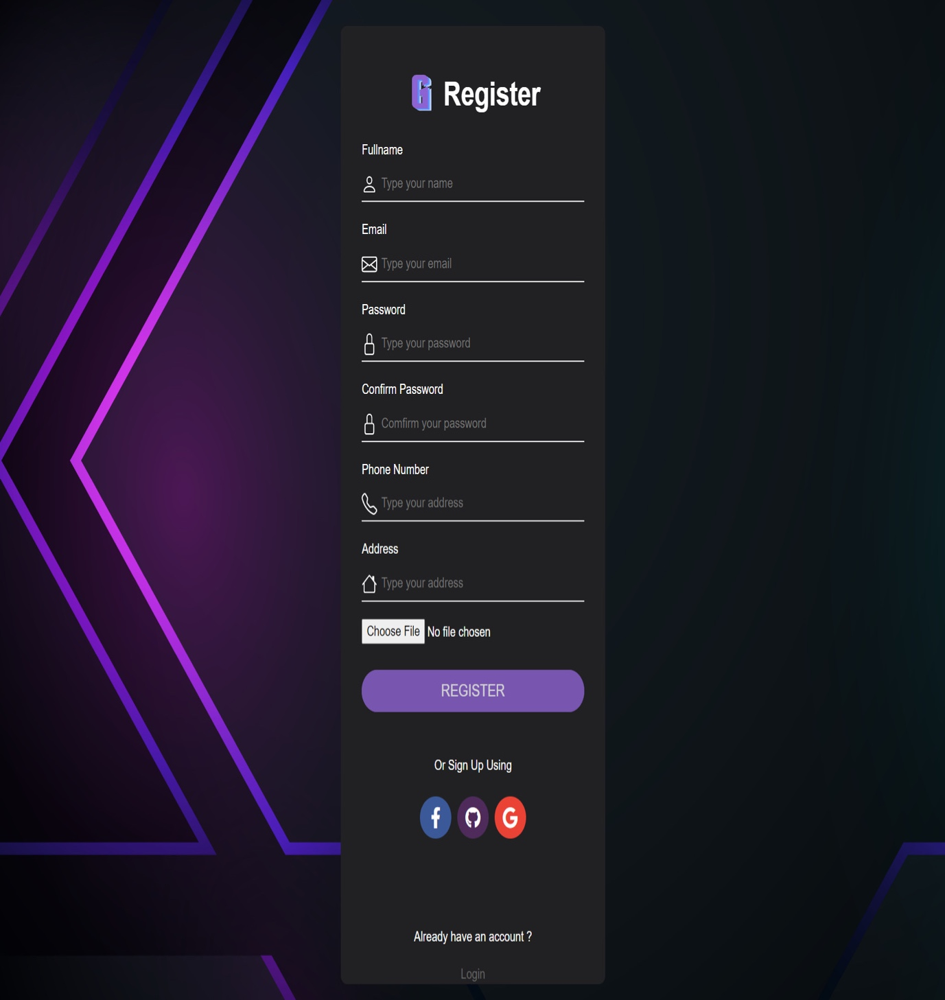 Register
Fullname
Type your name
Email
Type your email
Password
Type your password
Confirm Password
Comfirm your password
Phone Number
Type your address
Address
Type your address
Choose File No file chosen
REGISTER
Or Sign Up Using
Already have an account ?
Login